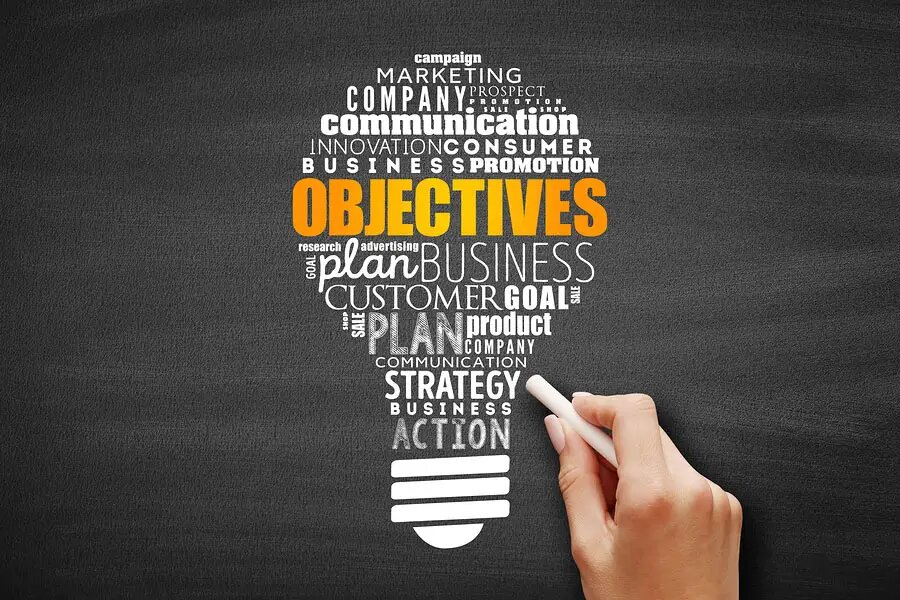 campaign
MARKETING
COMPANY PROSPECT
PROMOTION
SALE SHOP
communication
INNOVATION CONSUMER
BUSINESS PROMOTION
OBJECTIVES
research advertising
GOAL plan BUSINESS
CUSTOMER GOAL SALE
SHOP SALE PLAN product
COMPANY
COMMUNICATION
STRATEGY
BUSINESS
ACTION